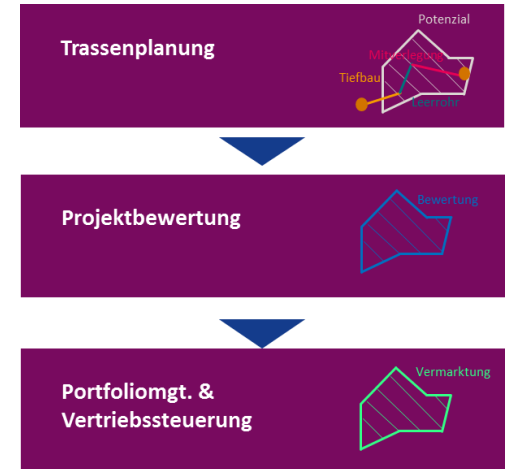 Trassenplanung
Potenzial
Mitverlegung
Tiefbau
Leerrohr
Projektbewertung
Bewertung
Portfoliomgt. &
Vertriebssteuerung
Vermarktung